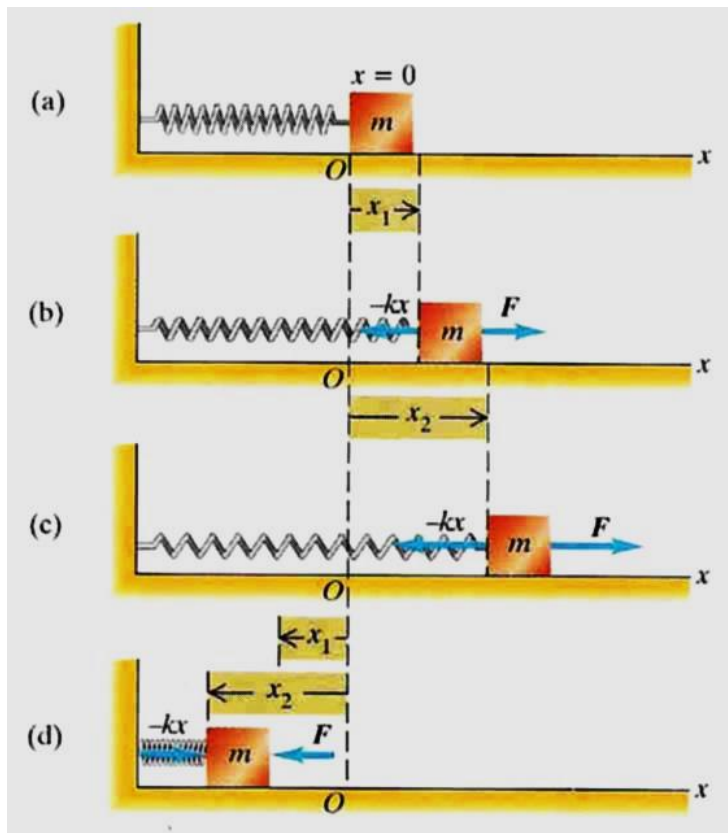 x = 0
(a)
m
x
O
x₁
(b)
–kx
m
F
x
O
x₂
(c)
–kx
m
F
x
O
x₁
x₂
(d)
–kx
m
F
x
O